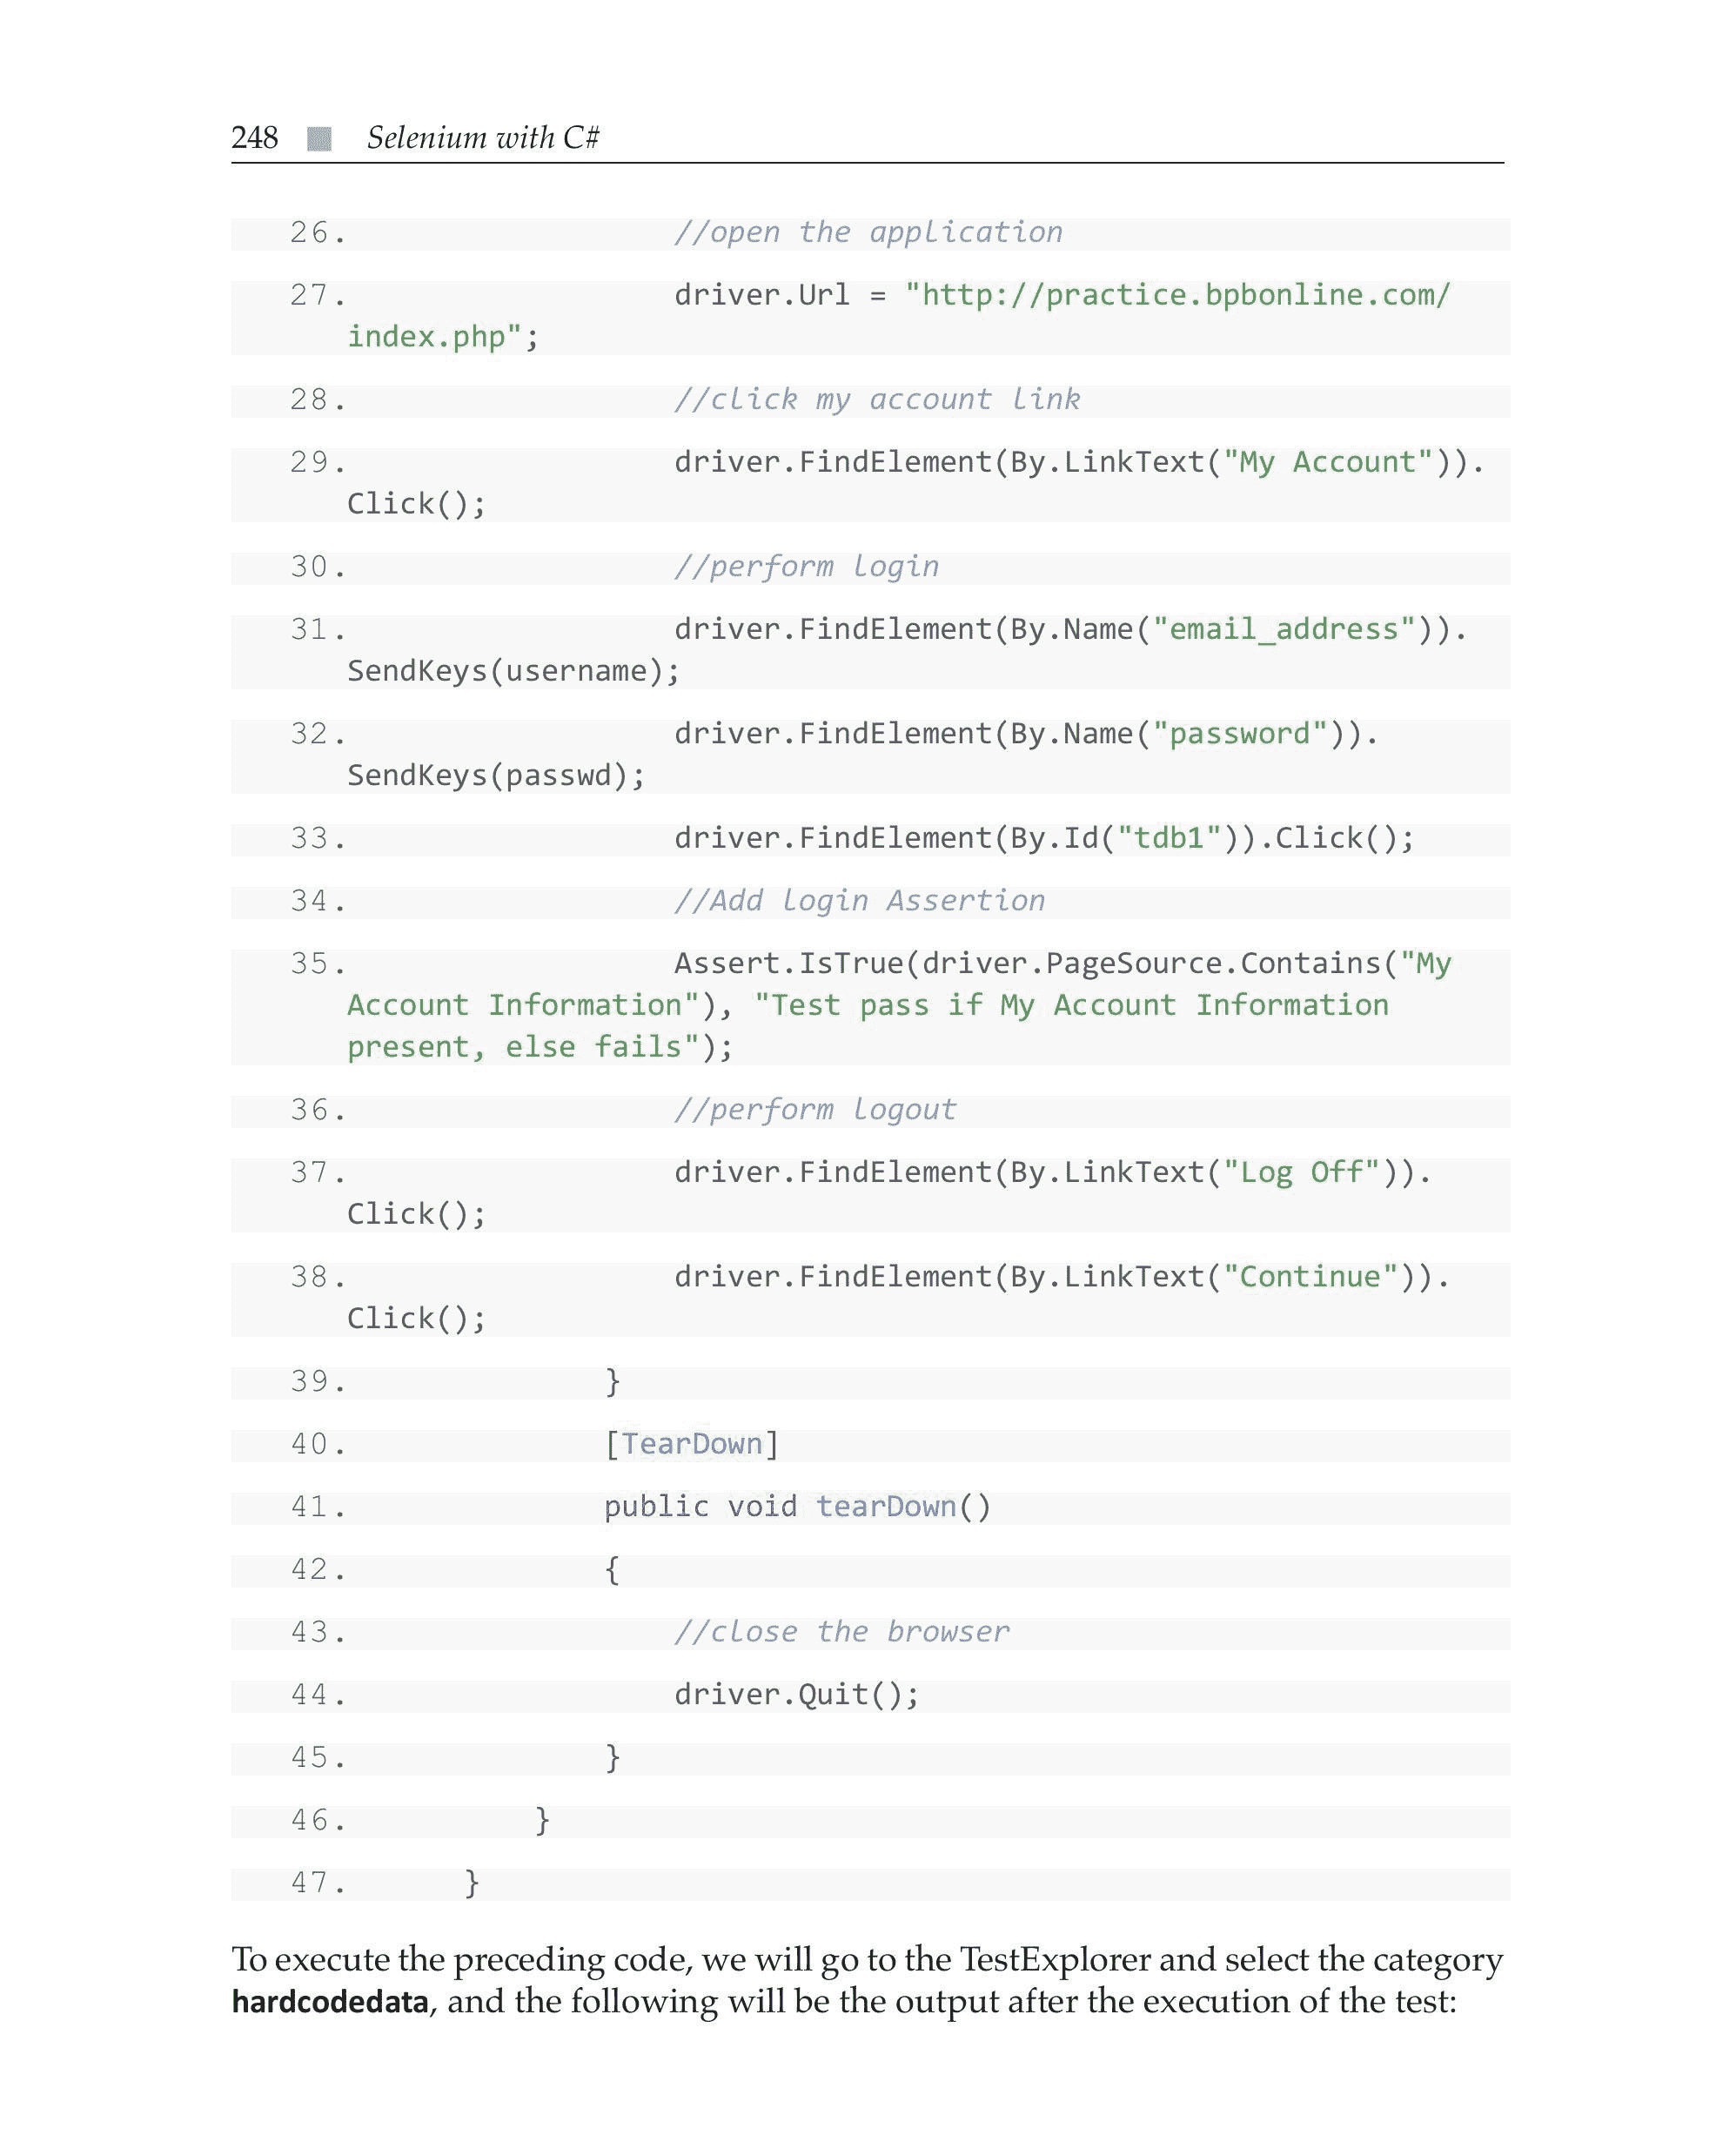 248 Selenium with C#
26. //open the application
27. driver.Url = "http://practice.bpbonline.com/
index.php";
28. //click my account link
29. driver.FindElement(By.LinkText("My Account")).
Click();
30. //perform login
31. driver.FindElement(By.Name("email_address")).
SendKeys(username);
32. driver.FindElement(By.Name("password")).
SendKeys(passwd);
33. driver.FindElement(By.Id("tdb1")).Click();
34. //Add login Assertion
35. Assert.IsTrue(driver.PageSource.Contains("My
Account Information"), "Test pass if My Account Information
present, else fails");
36. //perform logout
37. driver.FindElement(By.LinkText("Log Off")).
Click();
38. driver.FindElement(By.LinkText("Continue")).
Click();
39. }
40. [TearDown]
41. public void tearDown()
42. {
43. //close the browser
44. driver.Quit();
45. }
46. }
47. }
To execute the preceding code, we will go to the TestExplorer and select the category
hardcodedata, and the following will be the output after the execution of the test: